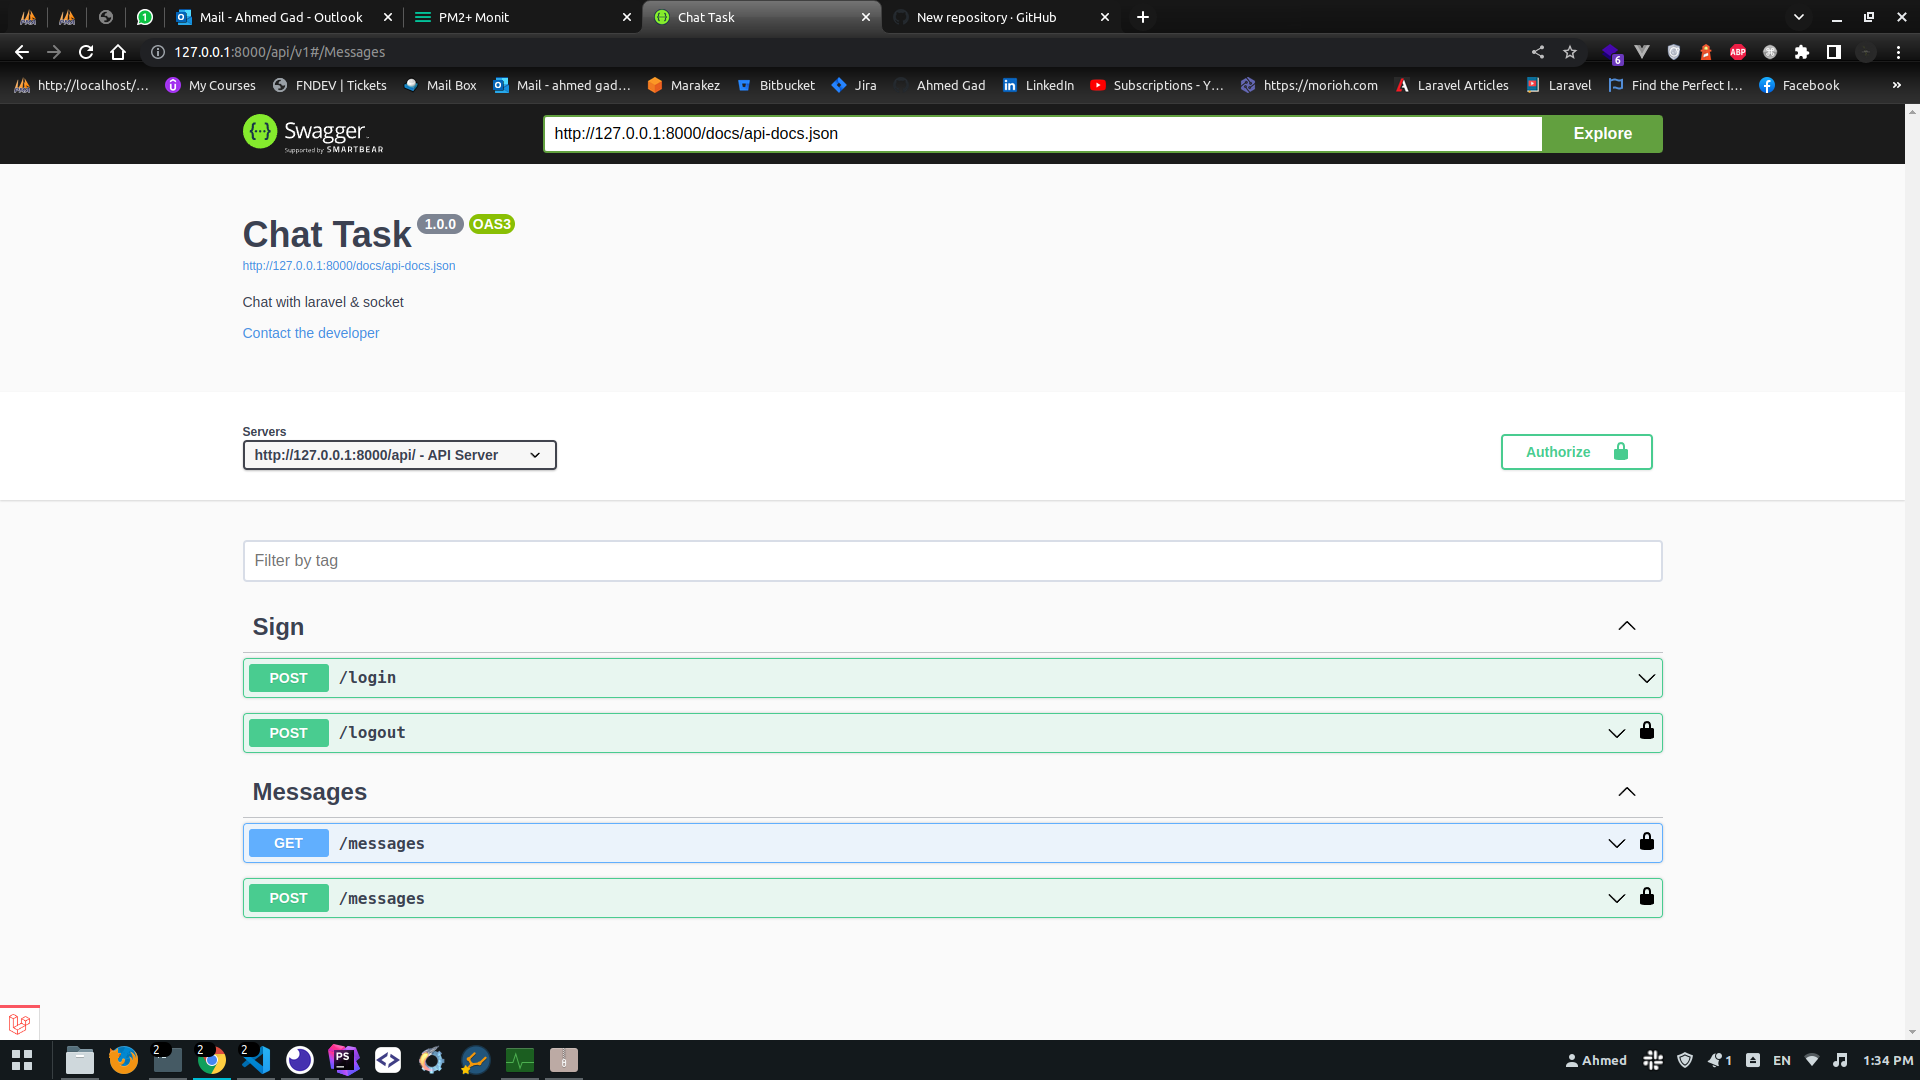 1
Mail - Ahmed Gad - Outlook
PM2+ Monit
Chat Task
New repository · GitHub
127.0.0.1:8000/api/v1#/Messages
6
ABP
http://localhost/...
My Courses
FNDEV | Tickets
Mail Box
Mail - ahmed gad...
Marakez
Bitbucket
Jira
Ahmed Gad
LinkedIn
Subscriptions - Y...
https://morioh.com
Laravel Articles
Laravel
Find the Perfect I...
Facebook
»
Swagger
Supported by SMARTBEAR
http://127.0.0.1:8000/docs/api-docs.json
Explore
Chat Task 1.0.0 OAS3
http://127.0.0.1:8000/docs/api-docs.json
Chat with laravel & socket
Contact the developer
Servers
http://127.0.0.1:8000/api/ - API Server
Authorize
Filter by tag
Sign
POST /login
POST /logout
Messages
GET /messages
POST /messages
2
2
2
PS
Ahmed
1
EN
1:34 PM